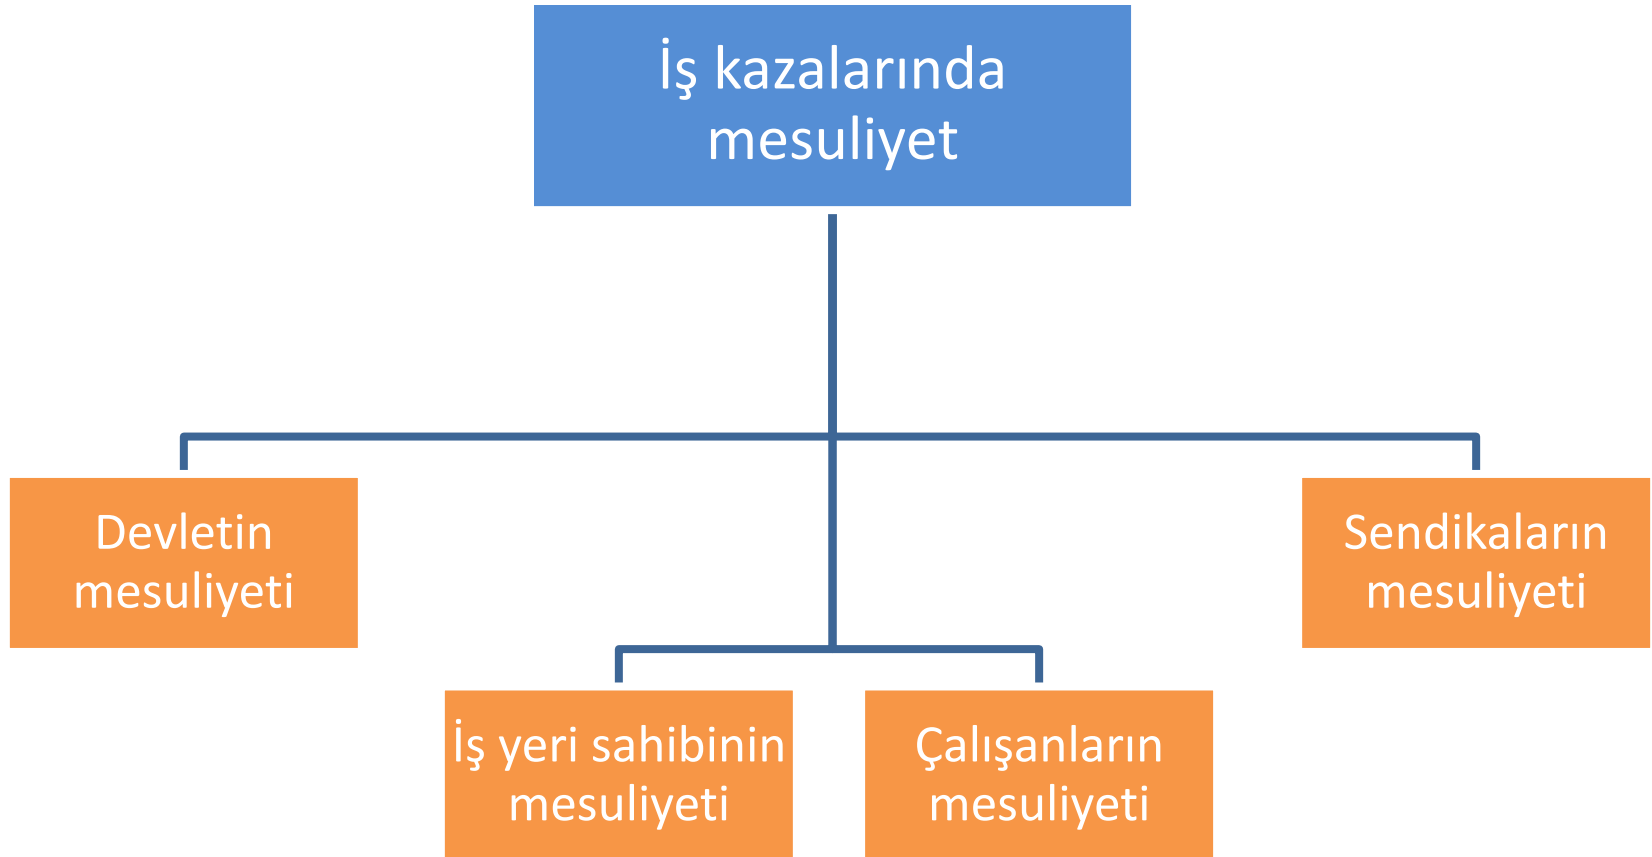 İş kazalarında
mesuliyet
Devletin
mesuliyeti
Sendikaların
mesuliyeti
İş yeri sahibinin
mesuliyeti
Çalışanların
mesuliyeti